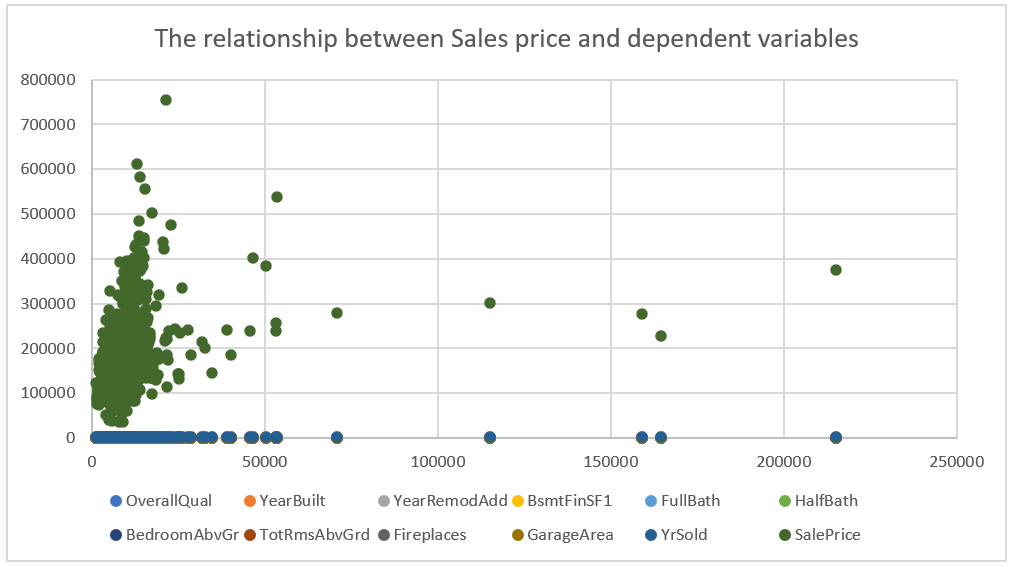 The relationship between Sales price and dependent variables
800000
700000
600000
500000
400000
300000
200000
100000
0
0 50000 100000 150000 200000 250000
OverallQual YearBuilt YearRemodAdd BsmtFinSF1 FullBath HalfBath
BedroomAbvGr TotRmsAbvGrd Fireplaces GarageArea YrSold SalePrice